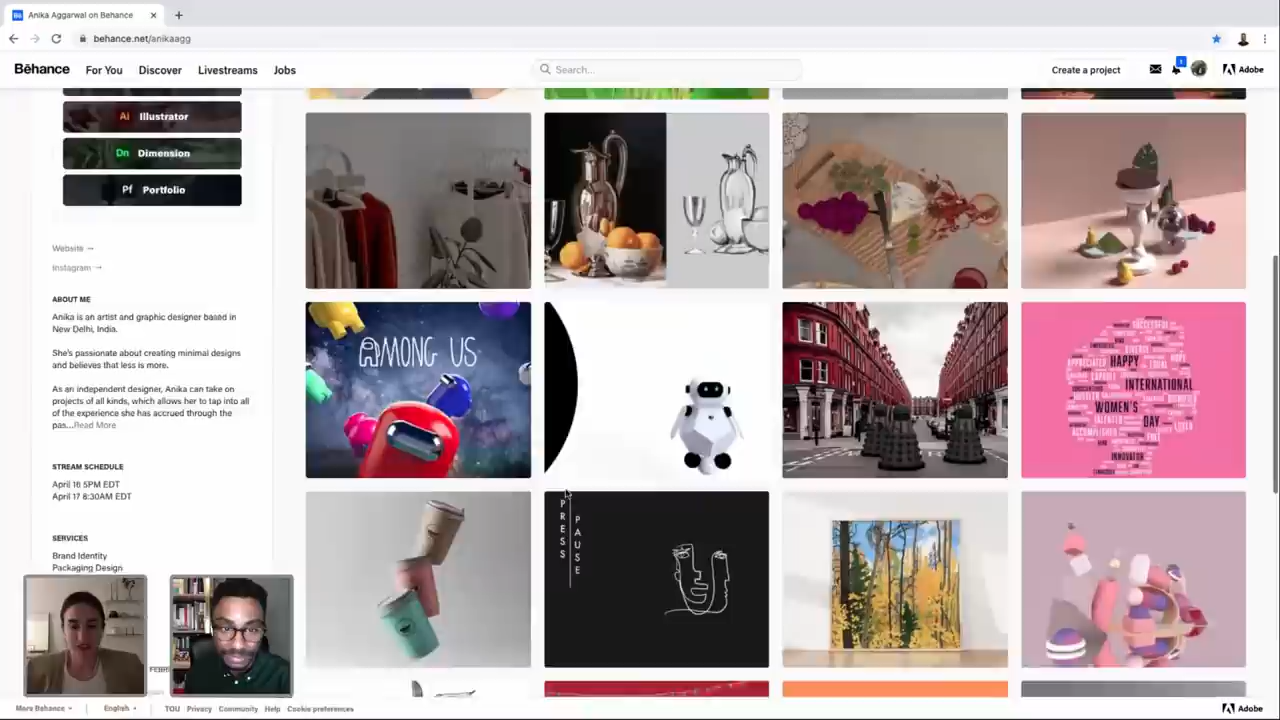 Anika Aggarwal on Behance
behance.net/anikaagg
Bēhance
For You
Discover
Livestreams
Jobs
Search...
Create a project
1
Adobe
Ai Illustrator
Dn Dimension
Pf Portfolio
Website →
Instagram →
ABOUT ME
Anika is an artist and graphic designer based in
New Delhi, India.
She's passionate about creating minimal designs
and believes that less is more.
As an independent designer, Anika can take on
projects of all kinds, which allows her to tap into all
of the experience she has accrued through the
pas...Read More
STREAM SCHEDULE
April 16 5PM EDT
April 17 8:30AM EDT
SERVICES
Brand Identity
Packaging Design
AMONG US
SUCCESSFUL
HAPPY
INTERNATIONAL
WOMEN'S
DAY
TALENTED
ACCOMPLISHED
INNOVATOR
PRESS
PAUSE
More Behance
English
TOU
Privacy
Community
Help
Cookie preferences
Adobe